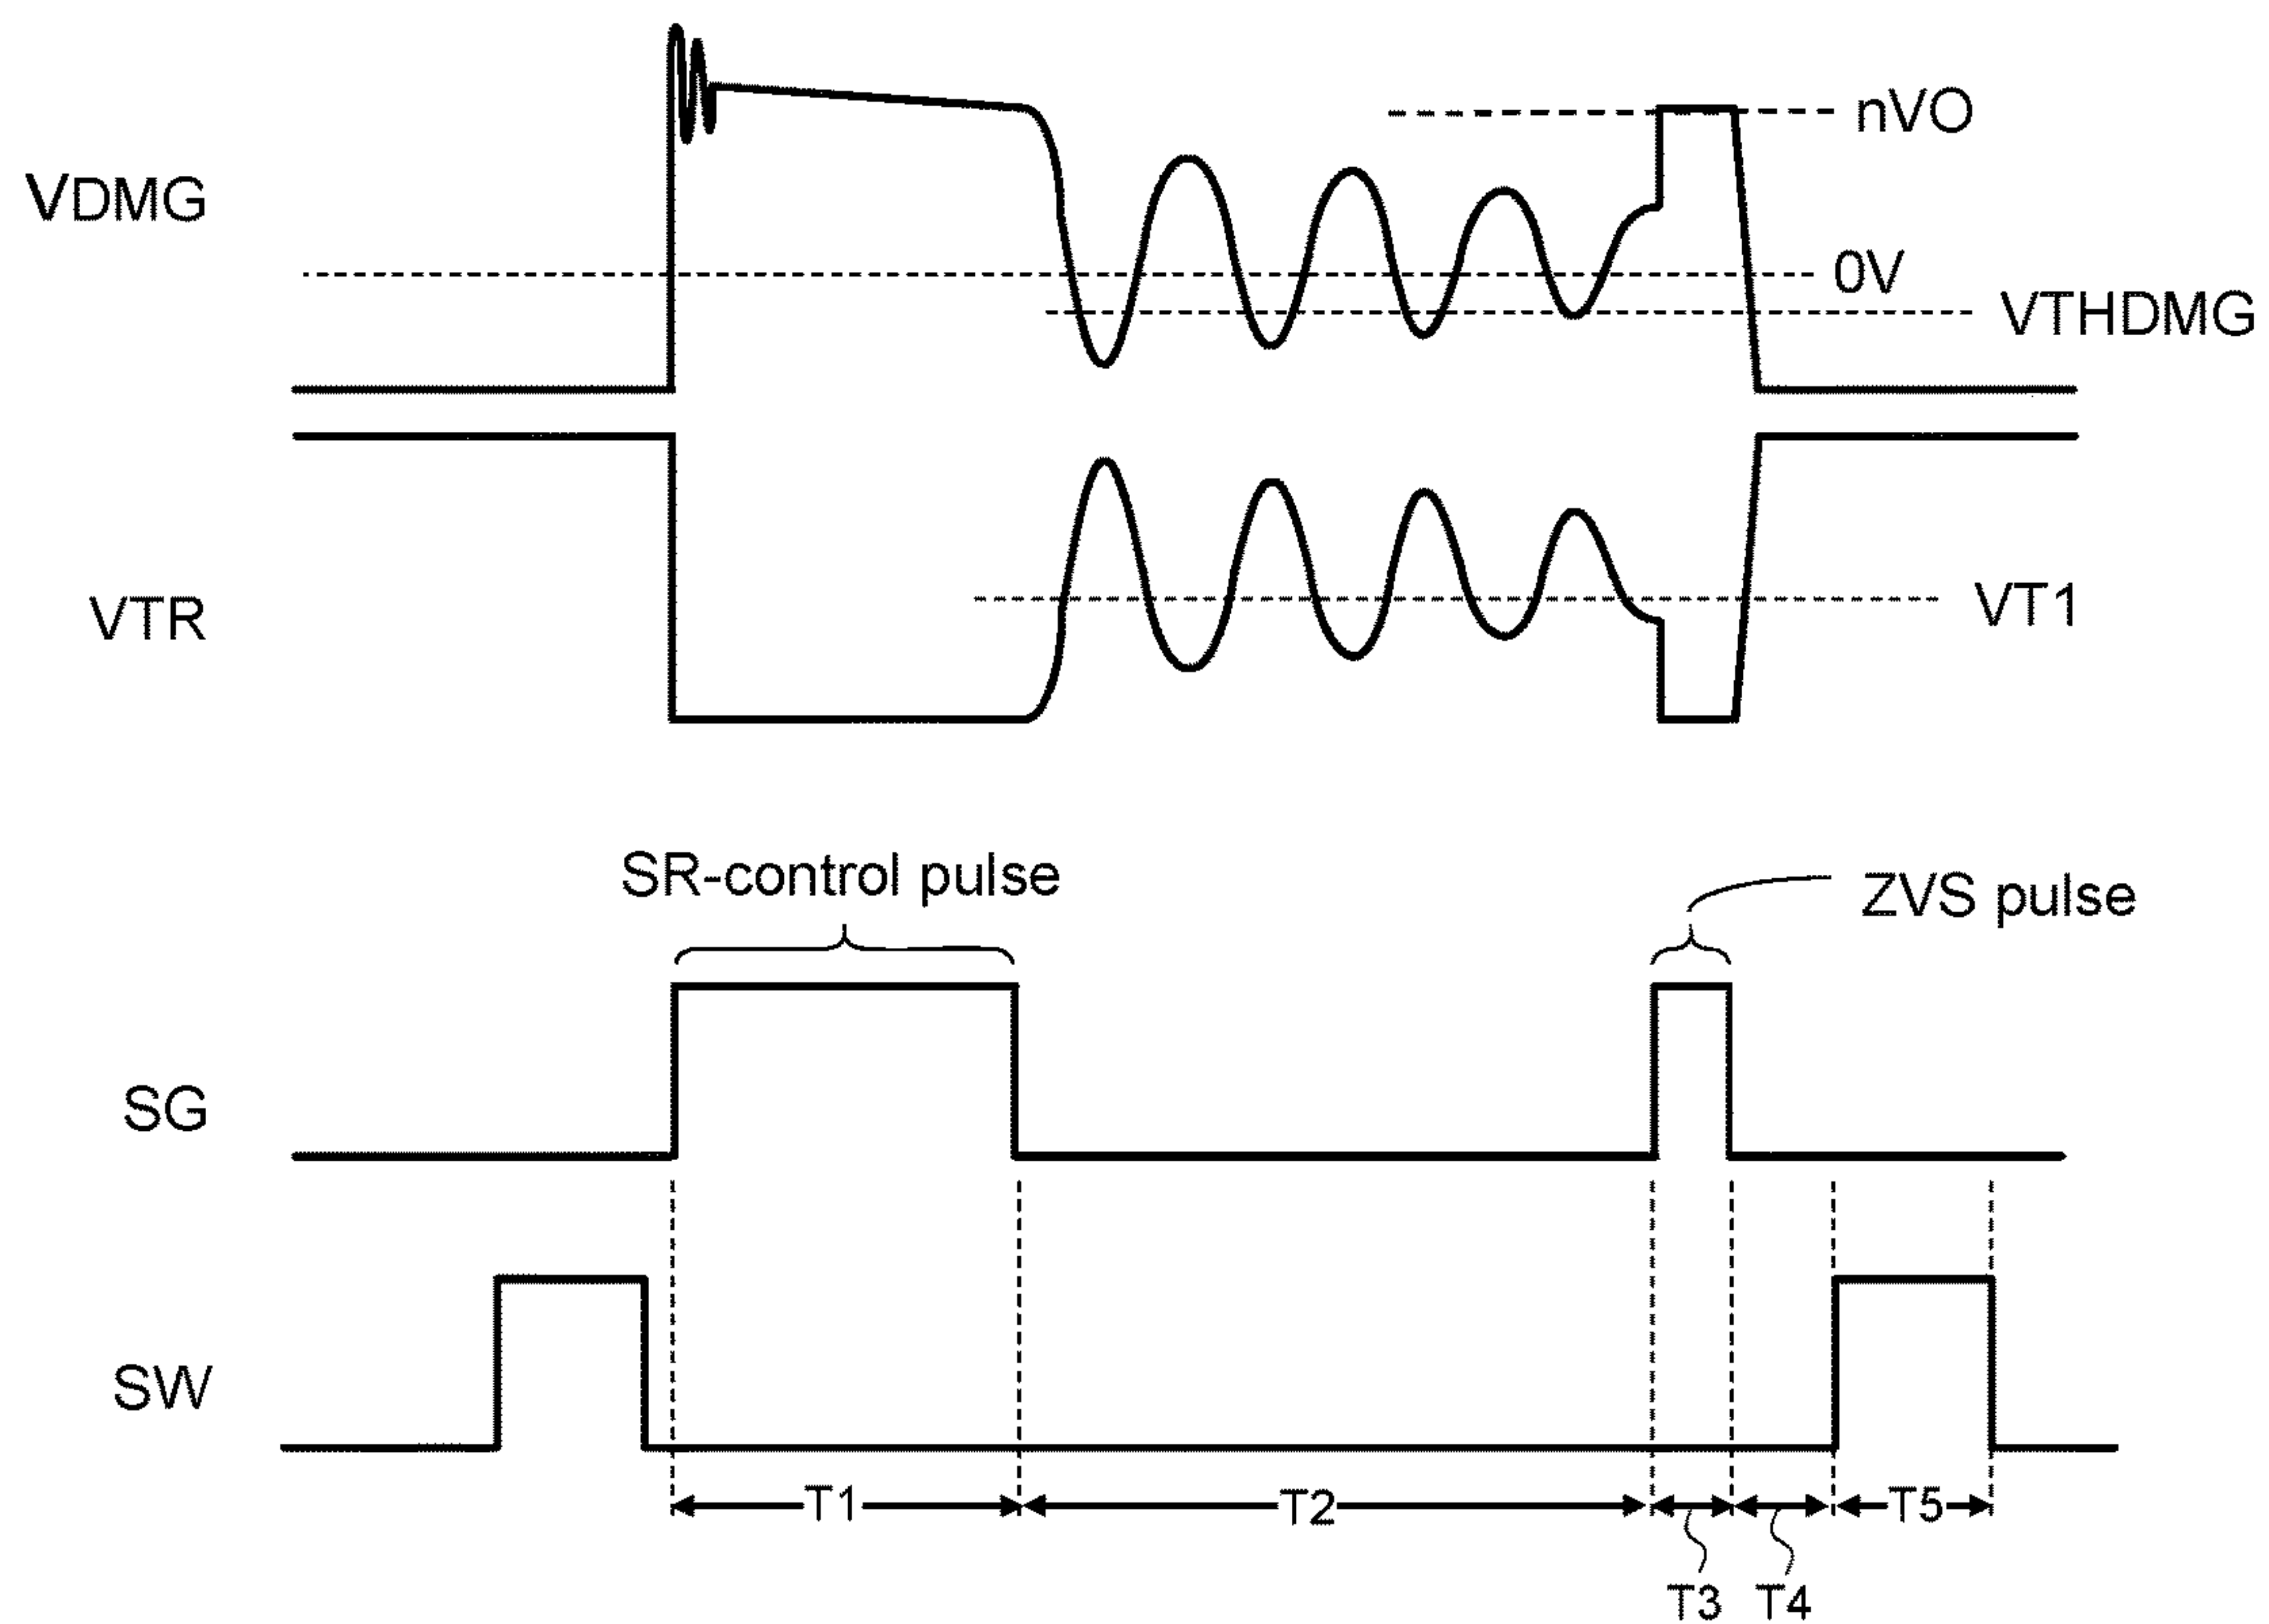 nVO
VDMG
0V
VTHDMG
VTR
VT1
SR-control pulse
ZVS pulse
SG
SW
T1
T2
T5
T3
T4